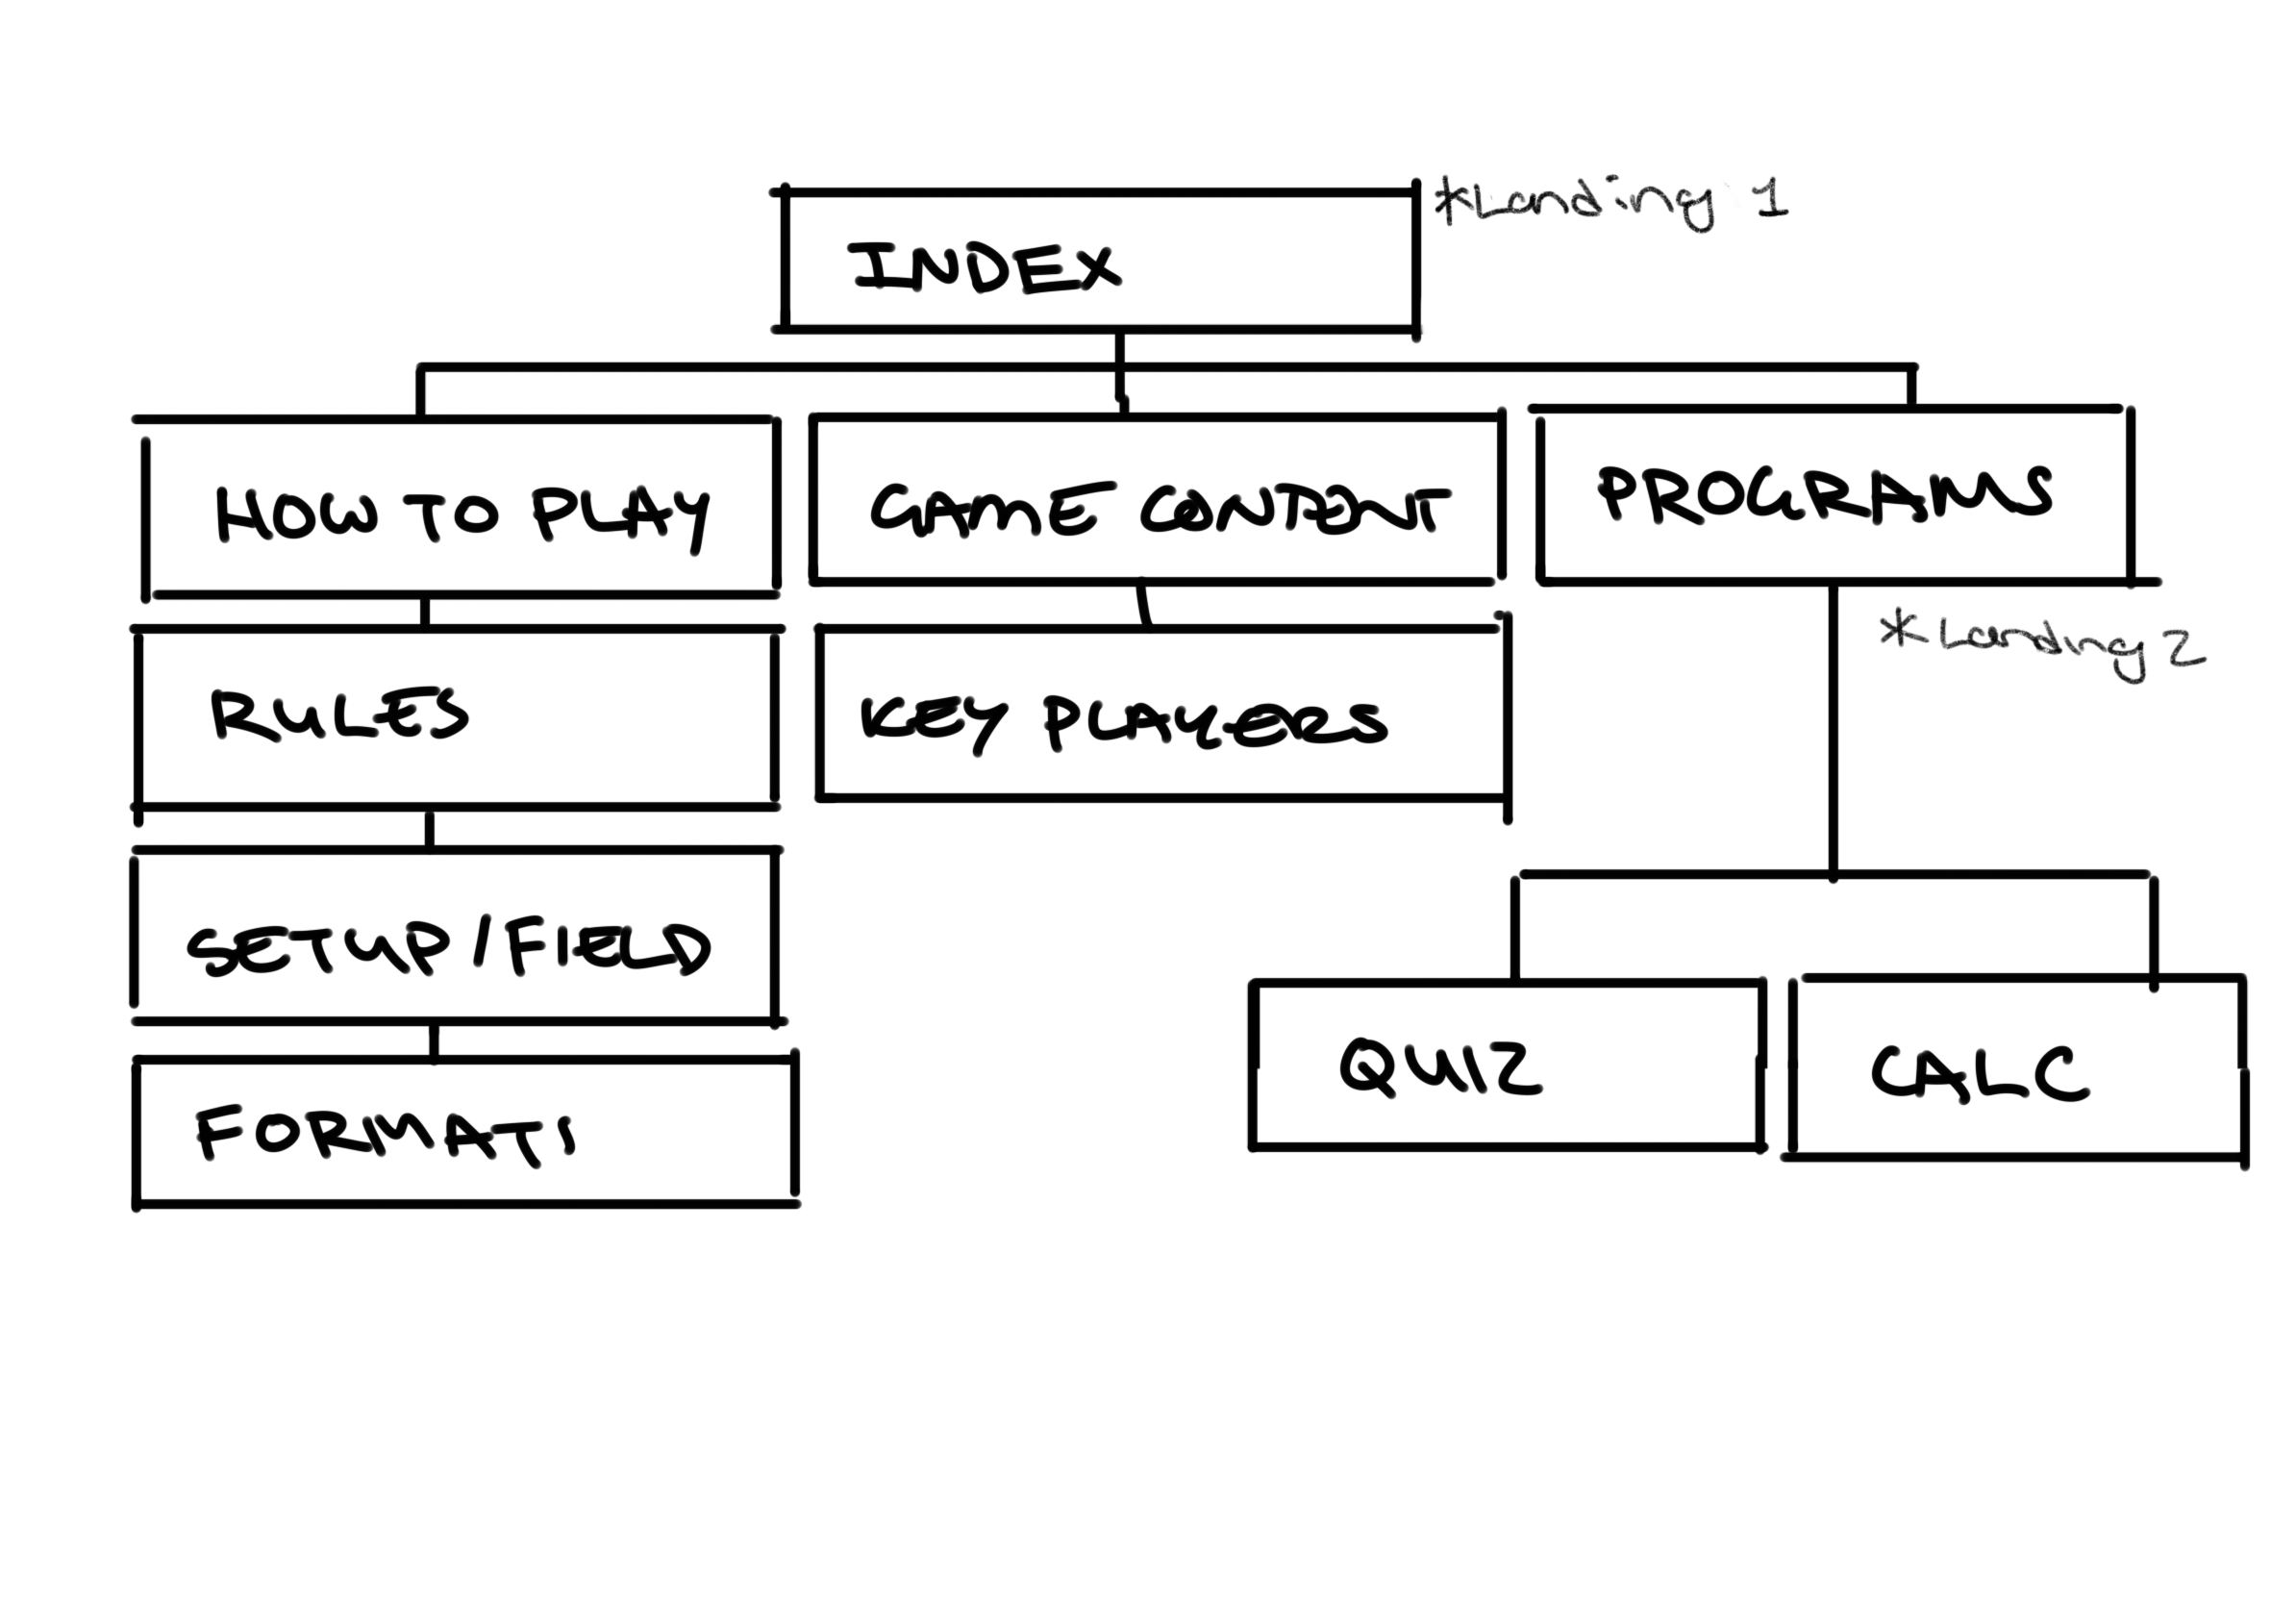 *Landing 1
INDEX
HOW TO PLAY
GAME CONTENT
PROGRAMS
*Landing 2
RULES
KEY PLAYERS
SETUP/FIELD
QUIZ
CALC
FORMATS